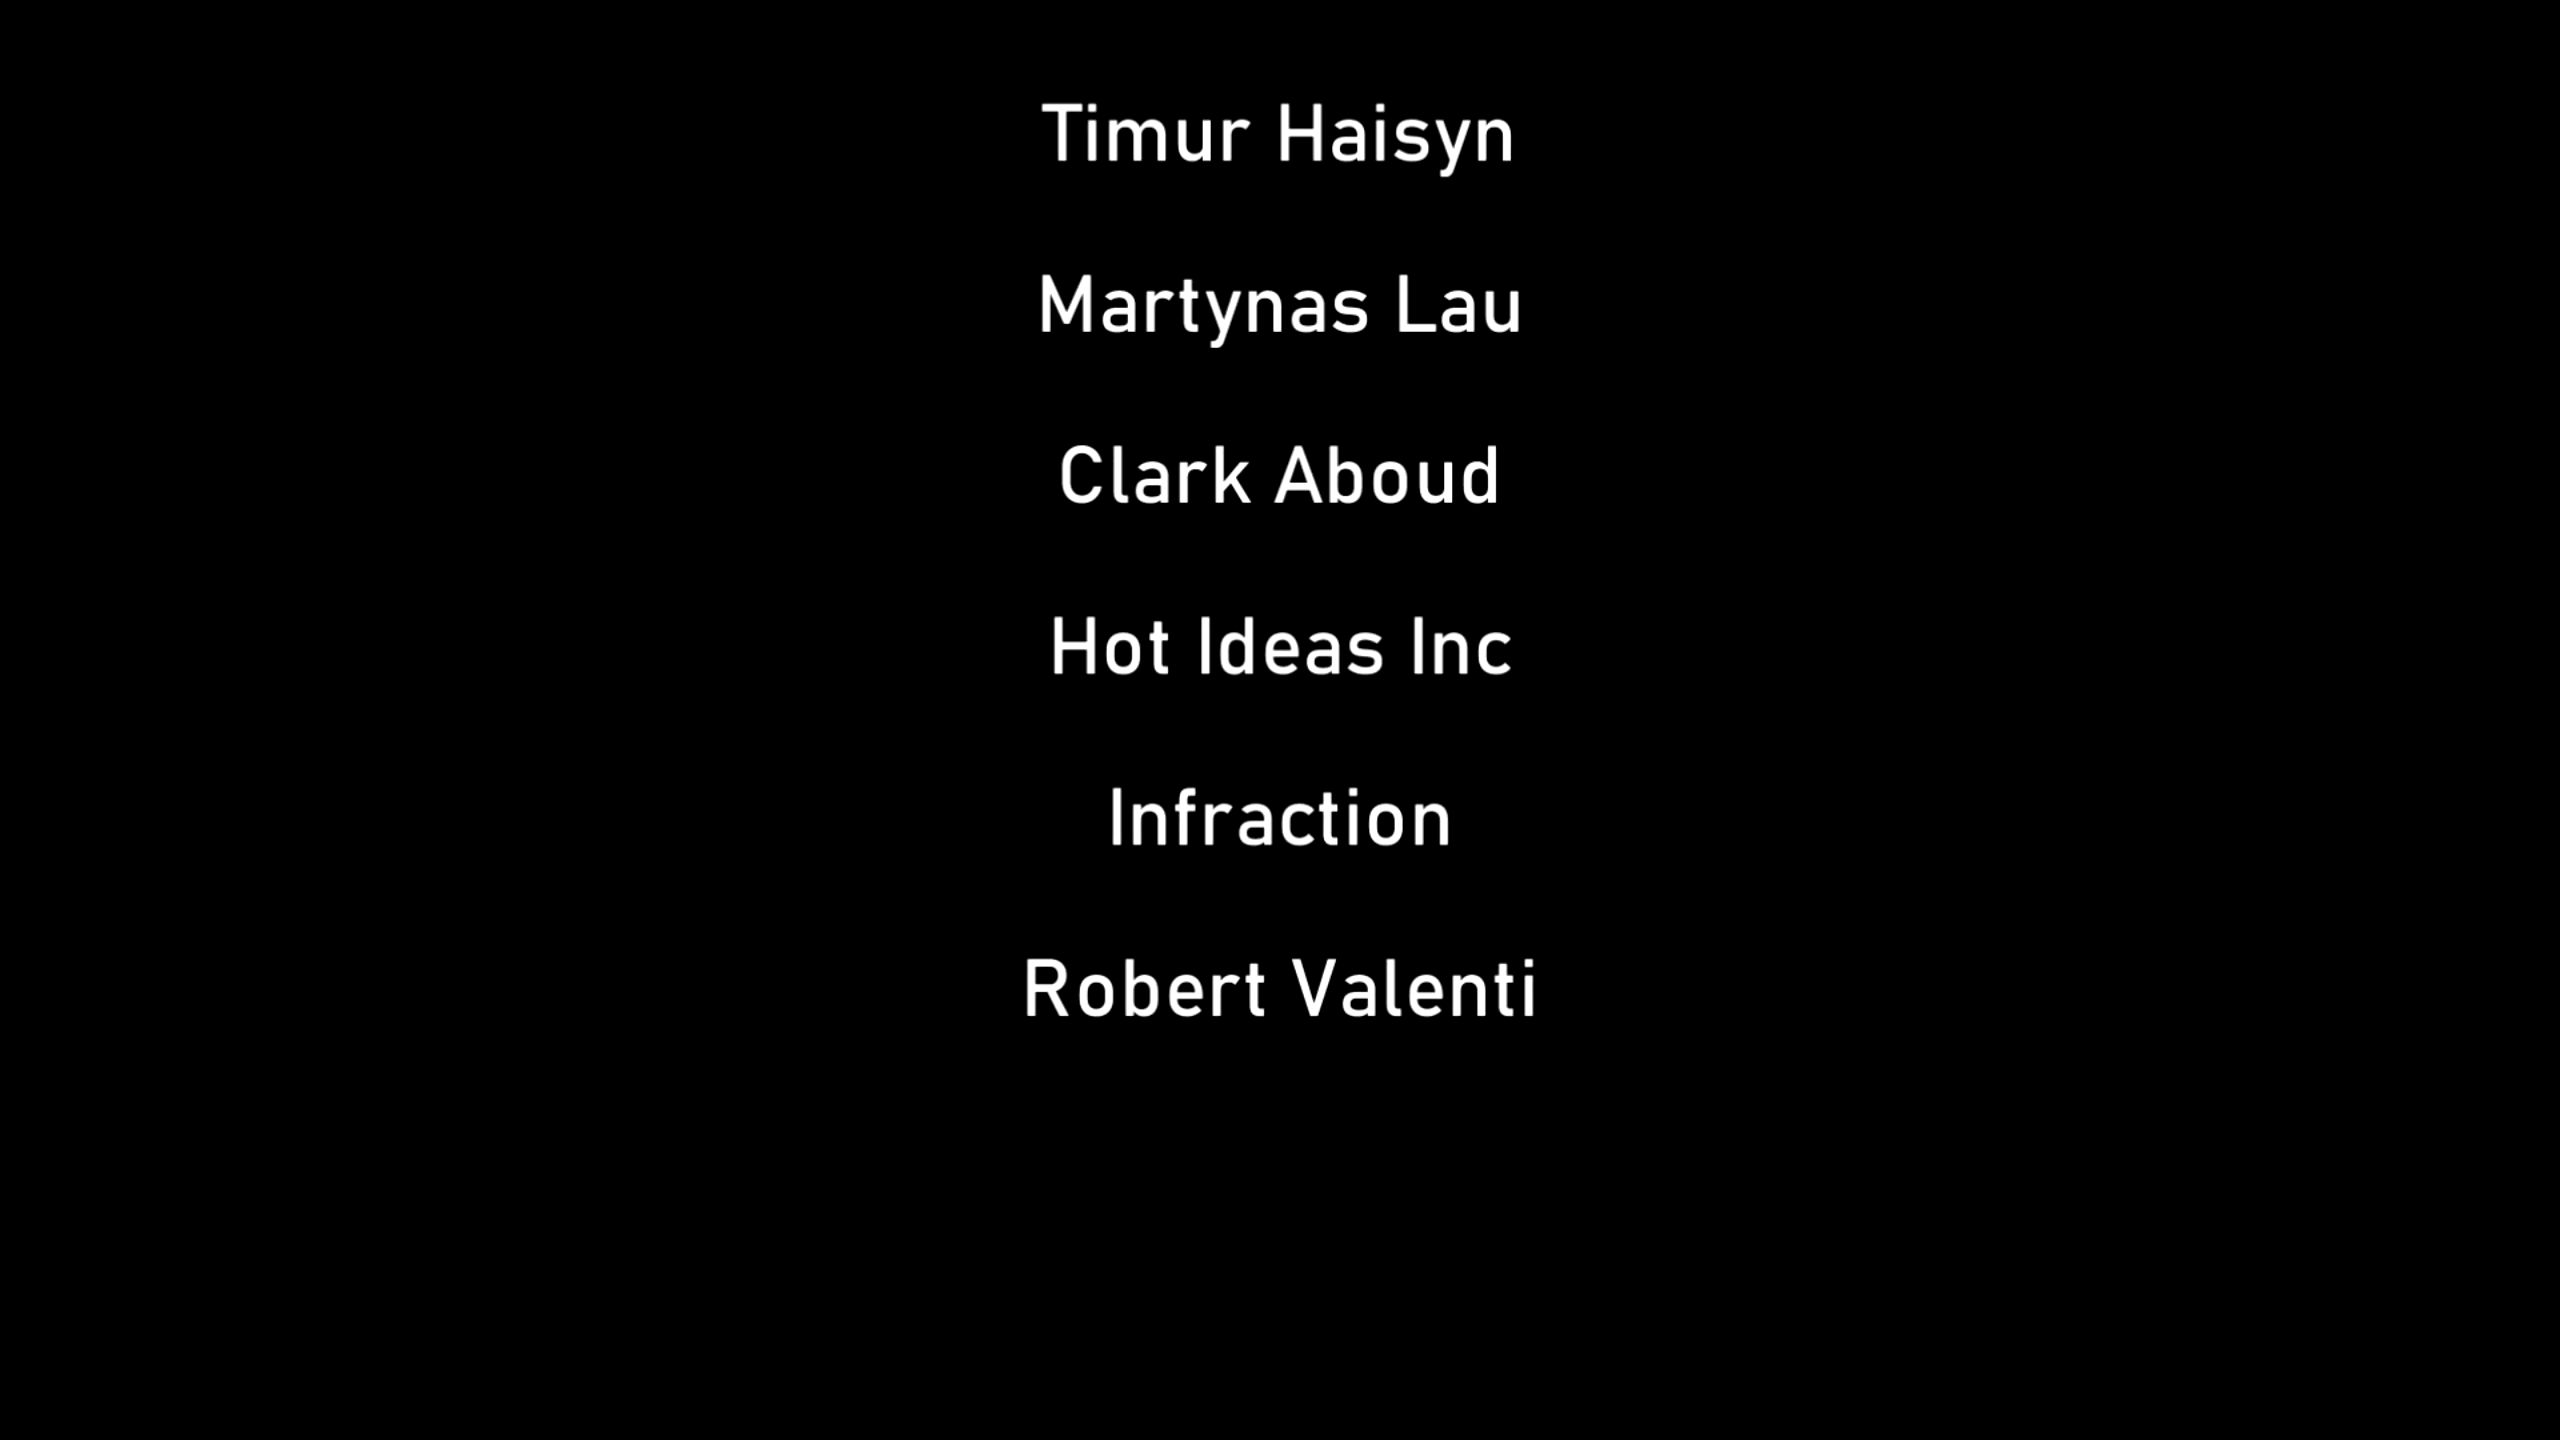 Timur Haisyn
Martynas Lau
Clark Aboud
Hot Ideas Inc
Infraction
Robert Valenti